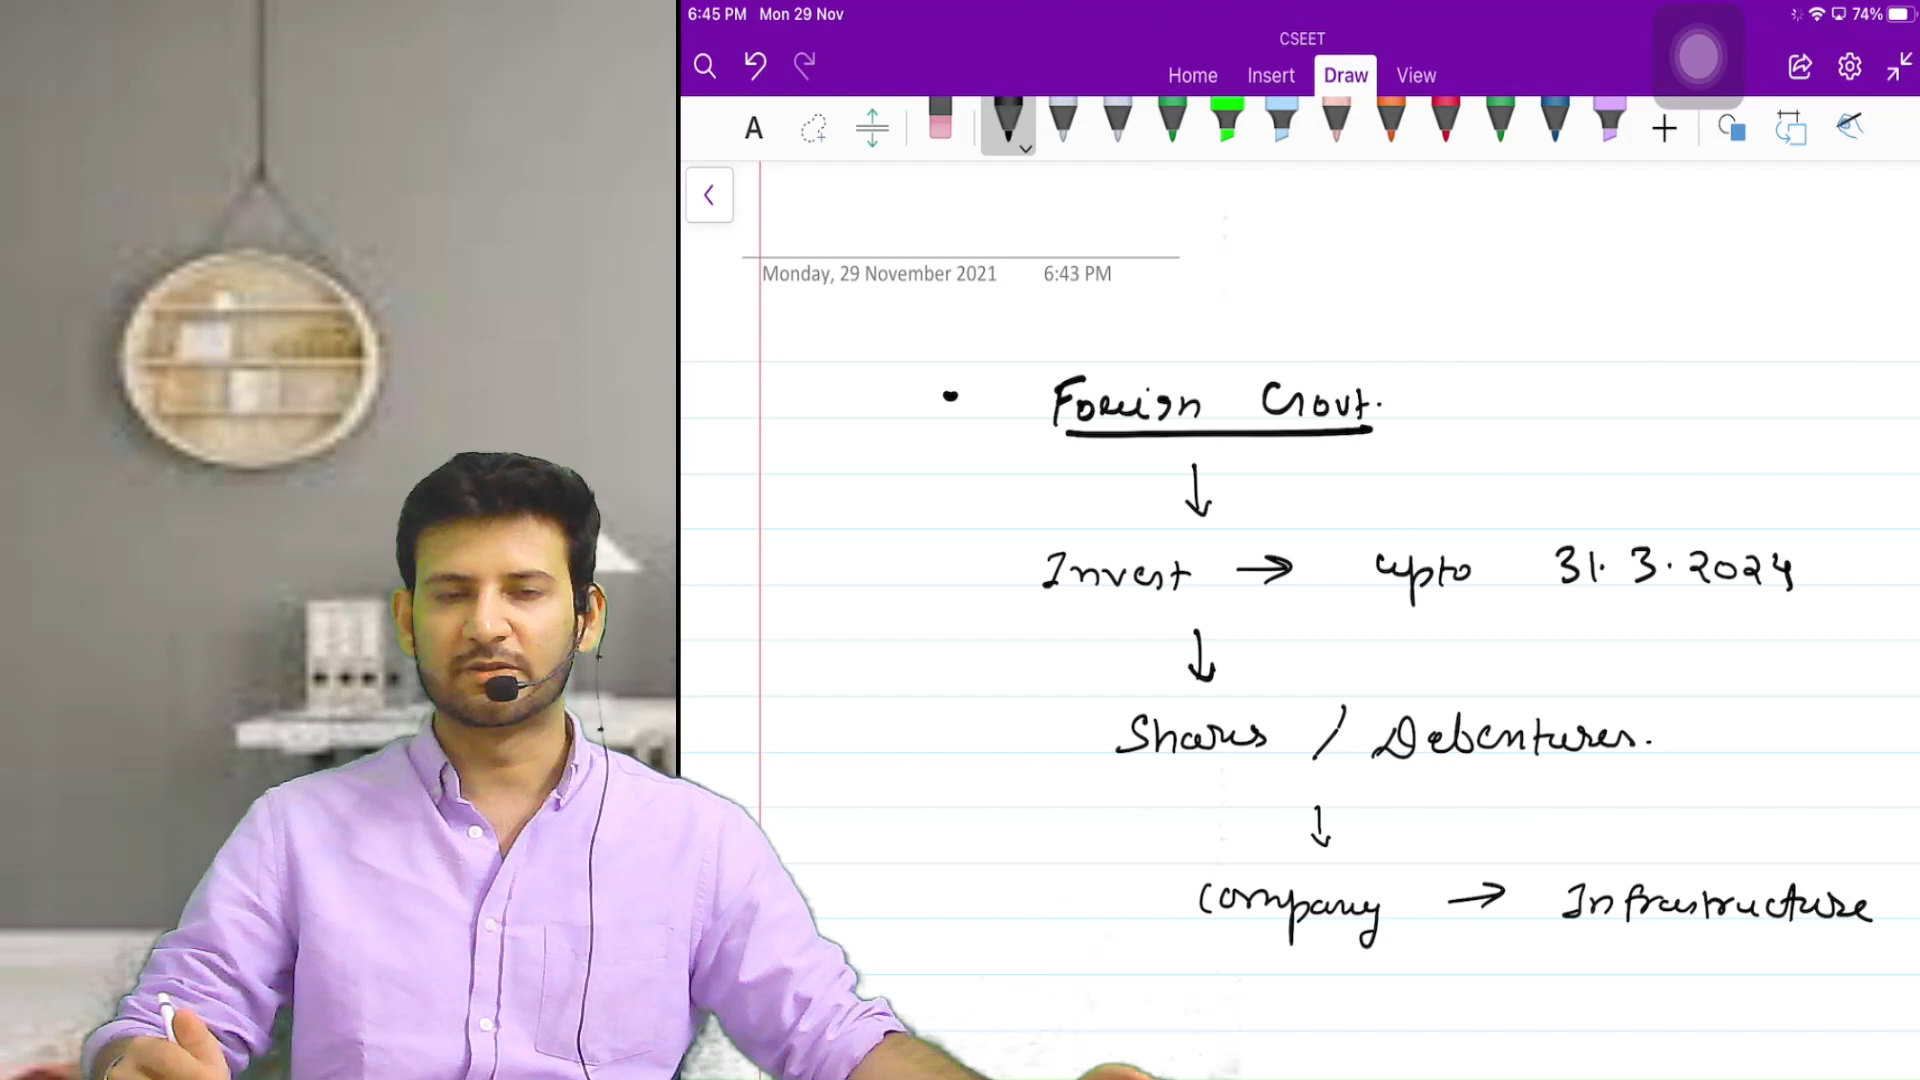 6:45 PM Mon 29 Nov 74%
CSEET
Home Insert Draw View
A
Monday, 29 November 2021 6:43 PM
• Foreign Govt.
↓
Invest → upto 31.3.2024
↓
Shares / Debentures.
↓
Company → Infrastructure